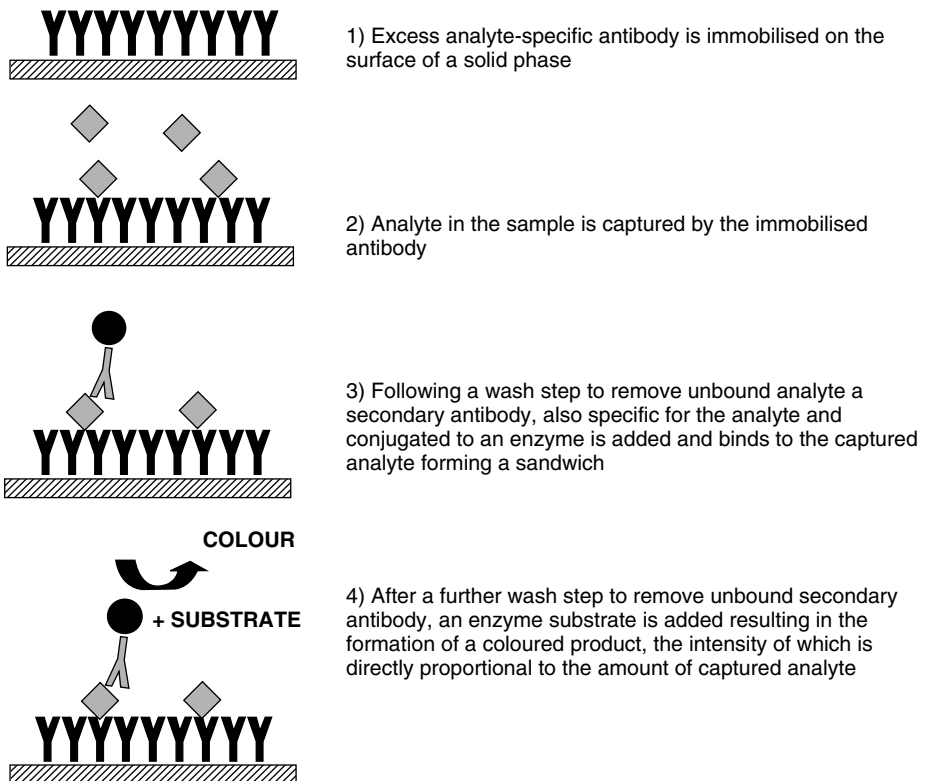 1) Excess analyte-specific antibody is immobilised on the
surface of a solid phase
2) Analyte in the sample is captured by the immobilised
antibody
3) Following a wash step to remove unbound analyte a
secondary antibody, also specific for the analyte and
conjugated to an enzyme is added and binds to the captured
analyte forming a sandwich
COLOUR
+ SUBSTRATE
4) After a further wash step to remove unbound secondary
antibody, an enzyme substrate is added resulting in the
formation of a coloured product, the intensity of which is
directly proportional to the amount of captured analyte